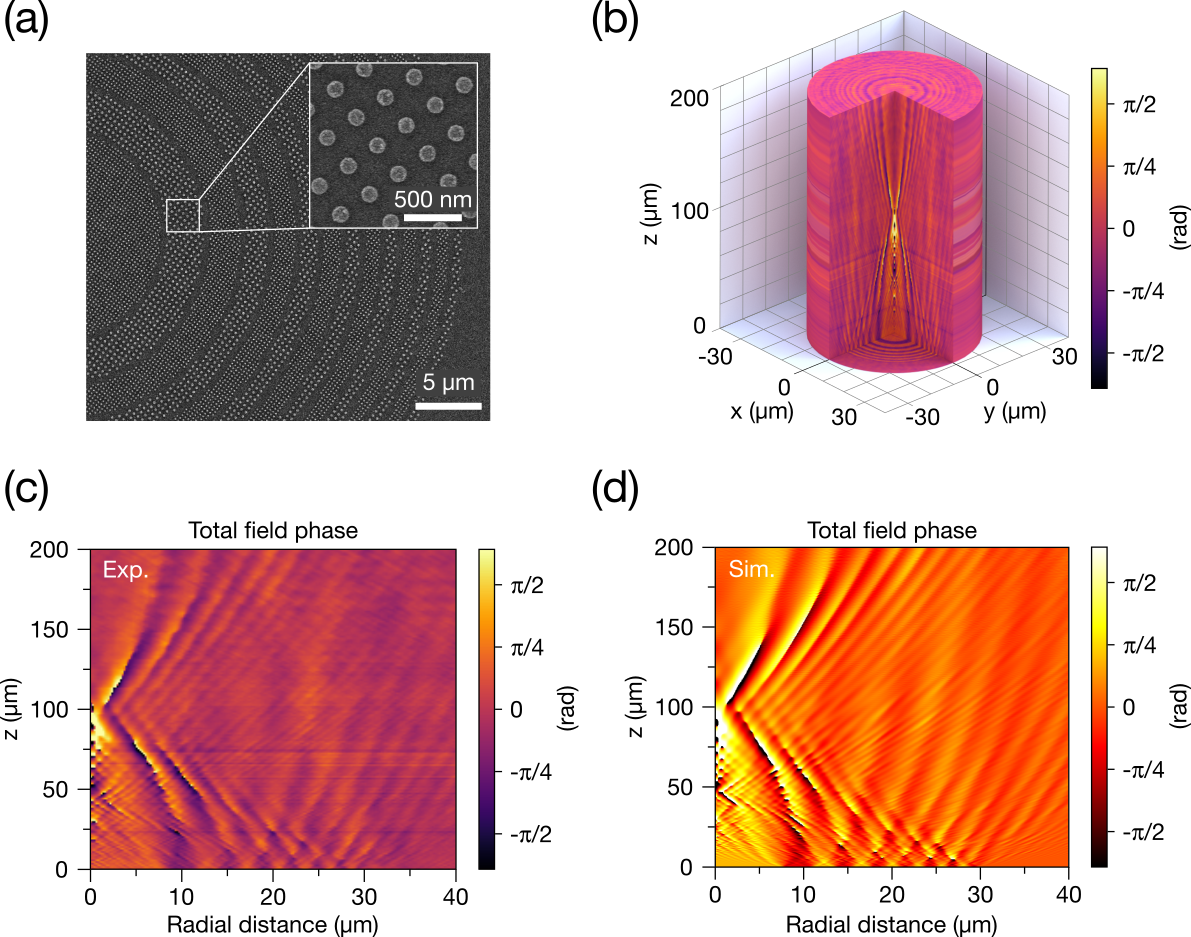 (a)
500 nm
5 µm
(b)
200
100
0
z (µm)
-30
0
30
x (µm)
-30
0
30
y (µm)
π/2
π/4
0
-π/4
-π/2
(rad)
(c)
Total field phase
Exp.
200
150
100
50
0
z (µm)
0
10
20
30
40
Radial distance (µm)
π/2
π/4
0
-π/4
-π/2
(rad)
(d)
Total field phase
Sim.
200
150
100
50
0
z (µm)
0
10
20
30
40
Radial distance (µm)
π/2
π/4
0
-π/4
-π/2
(rad)